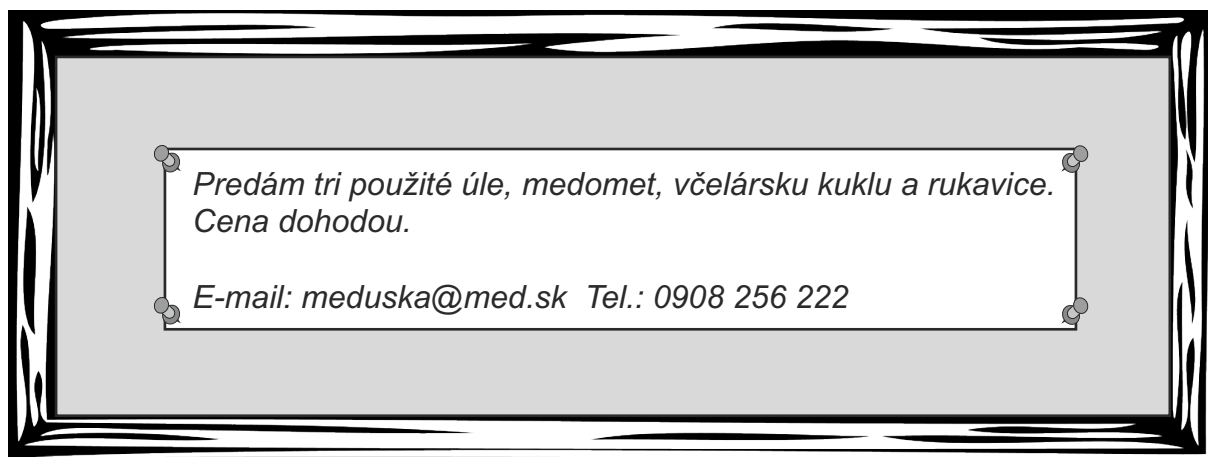 Predám tri použité úle, medomet, včelársku kuklu a rukavice.
Cena dohodou.
E-mail: meduska@med.sk Tel.: 0908 256 222